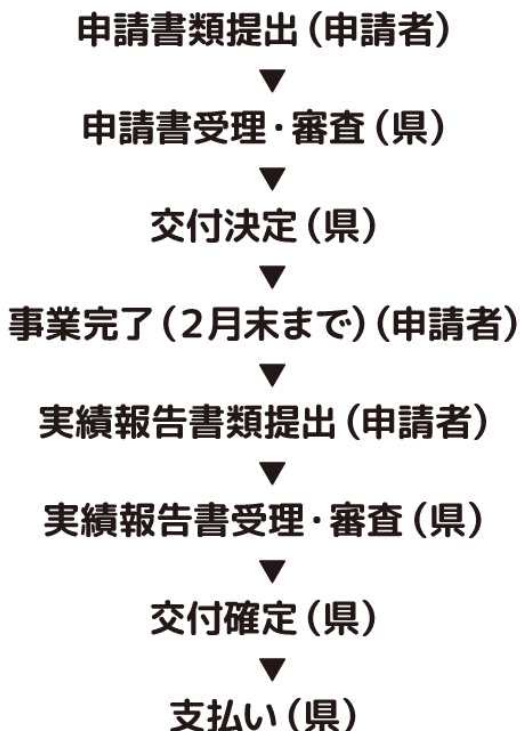 申請書類提出（申請者）
▼
申請書受理・審査（県）
▼
交付決定（県）
▼
事業完了（2月末まで）（申請者）
▼
実績報告書類提出（申請者）
▼
実績報告書受理・審査（県）
▼
交付確定（県）
▼
支払い（県）